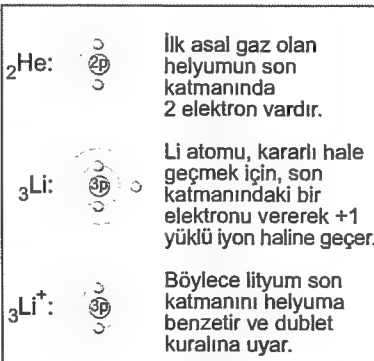 ₂He: 2p İlk asal gaz olan
helyumun son
katmanında
2 elektron vardır.
₃Li: 3p Li atomu, kararlı hale
geçmek için, son
katmanındaki bir
elektronu vererek +1
yüklü iyon haline geçer.
₃Li⁺: 3p Böylece lityum son
katmanını helyuma
benzetir ve dublet
kuralına uyar.